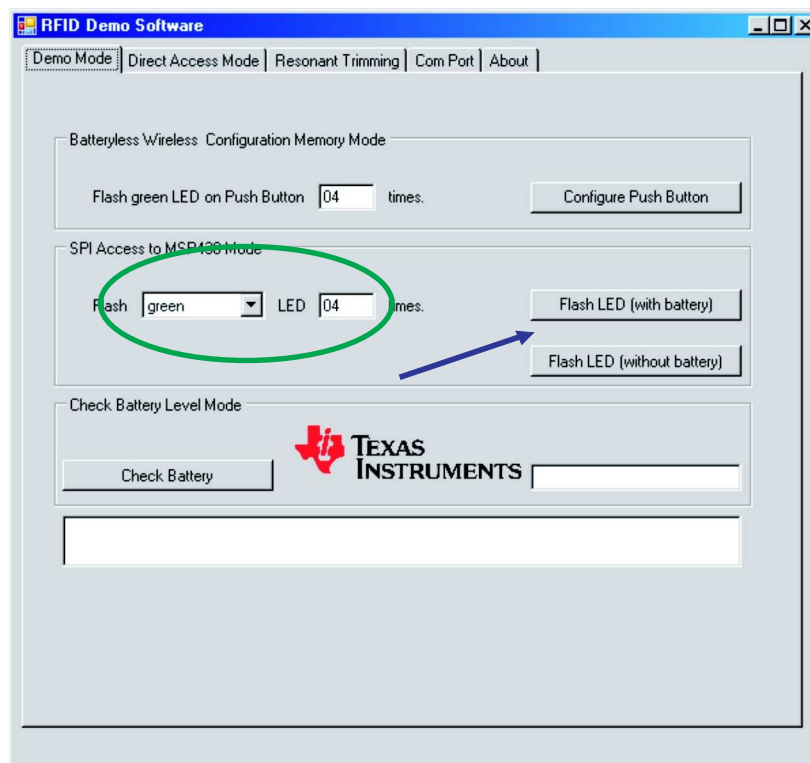 RFID Demo Software
Demo Mode Direct Access Mode Resonant Trimming Com Port About
Batteryless Wireless Configuration Memory Mode
Flash green LED on Push Button 04 times. Configure Push Button
SPI Access to MSP430 Mode
Flash green LED 04 times. Flash LED (with battery)
Flash LED (without battery)
Check Battery Level Mode
TEXAS
INSTRUMENTS
Check Battery